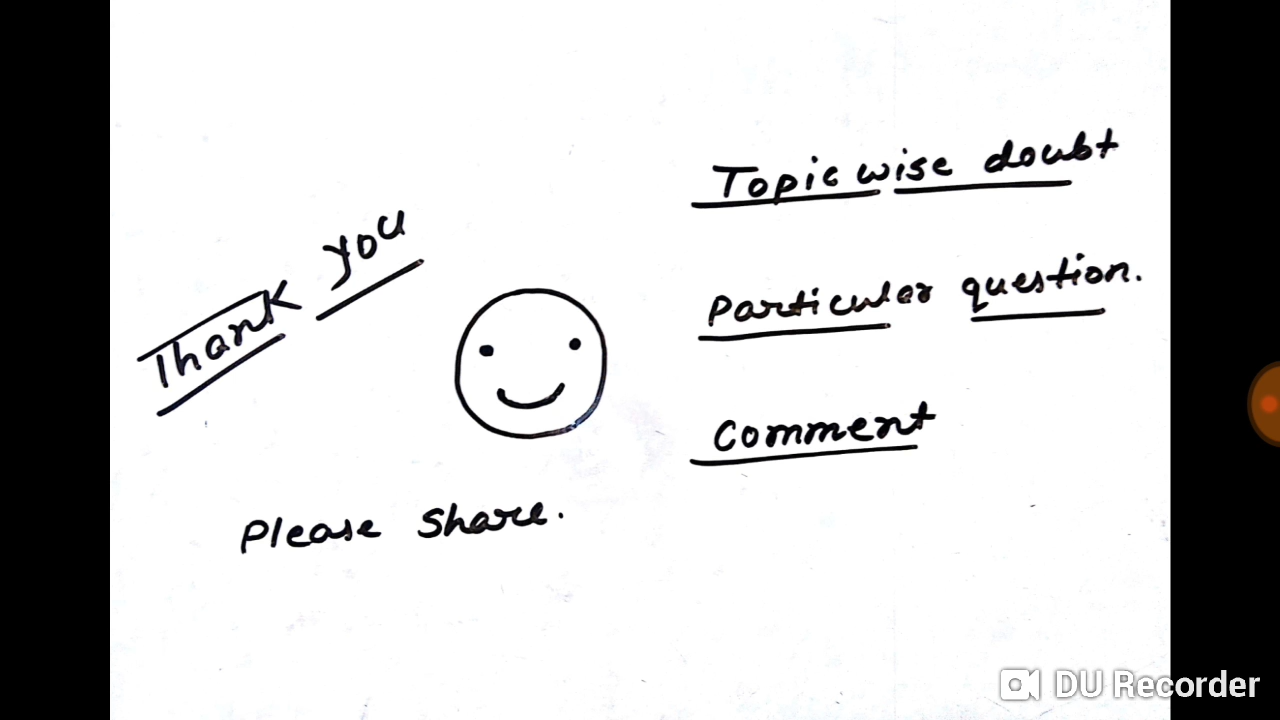 Thank you
Please share.
Topic wise doubt
Particular question.
Comment
DU Recorder